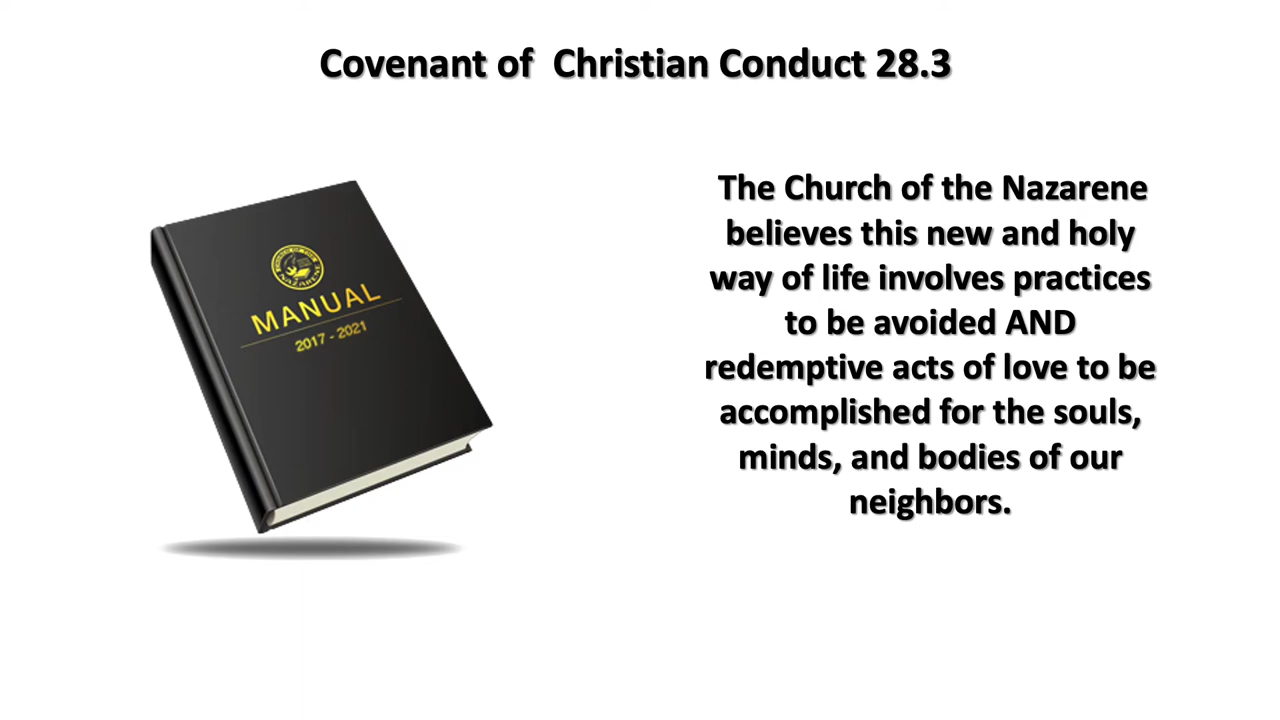 Covenant of  Christian Conduct 28.3
MANUAL
2017 - 2021
The Church of the Nazarene
believes this new and holy
way of life involves practices
to be avoided AND
redemptive acts of love to be
accomplished for the souls,
minds, and bodies of our
neighbors.